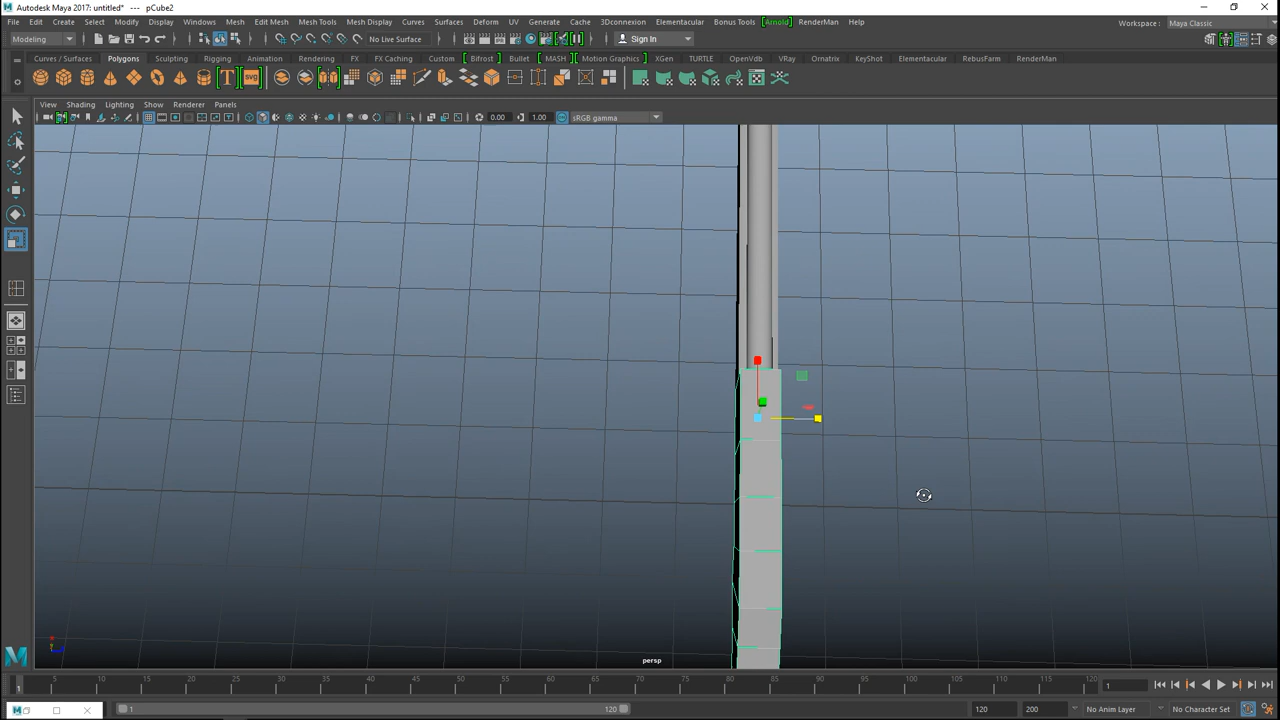 Autodesk Maya 2017: untitled* --- pCube2
File Edit Create Select Modify Display Windows Mesh Edit Mesh Mesh Tools Mesh Display Curves Surfaces Deform UV Generate Cache 3Dconnexion Elementacular Bonus Tools Arnold RenderMan Help
Workspace : Maya Classic
Modeling No Live Surface Sign In
Curves / Surfaces Polygons Sculpting Rigging Animation Rendering FX FX Caching Custom Bifrost Bullet MASH Motion Graphics XGen TURTLE OpenVdb VRay Ornatrix KeyShot Elementacular RebusFarm RenderMan
T SVG
View Shading Lighting Show Renderer Panels
0.00 1.00 sRGB gamma
persp
5 10 15 20 25 30 35 40 45 50 55 60 65 70 75 80 85 90 95 100 105 110 115 120
1 1
1 120 120 200 No Anim Layer No Character Set